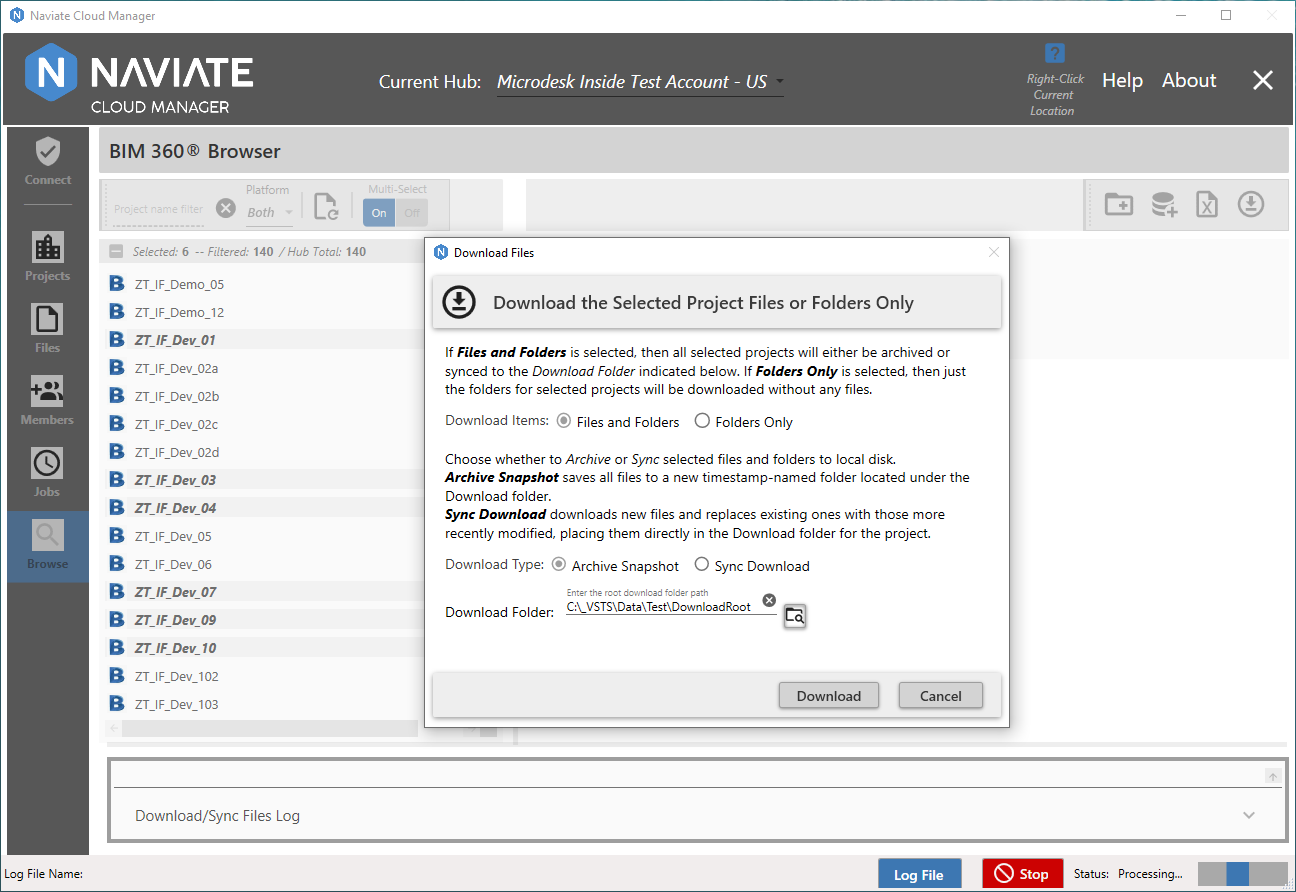 Naviate Cloud Manager
NAVIATE
CLOUD MANAGER
Current Hub: Microdesk Inside Test Account - US
?
Right-Click
Current
Location
Help
About
Connect
Projects
Files
Members
Jobs
Browse
BIM 360® Browser
Project name filter
Platform
Both
Multi-Select
On
Off
Selected: 6 -- Filtered: 140 / Hub Total: 140
B ZT_IF_Demo_05
B ZT_IF_Demo_12
B ZT_IF_Dev_01
B ZT_IF_Dev_02a
B ZT_IF_Dev_02b
B ZT_IF_Dev_02c
B ZT_IF_Dev_02d
B ZT_IF_Dev_03
B ZT_IF_Dev_04
B ZT_IF_Dev_05
B ZT_IF_Dev_06
B ZT_IF_Dev_07
B ZT_IF_Dev_09
B ZT_IF_Dev_10
B ZT_IF_Dev_102
B ZT_IF_Dev_103
Download Files
Download the Selected Project Files or Folders Only
If Files and Folders is selected, then all selected projects will either be archived or
synced to the Download Folder indicated below. If Folders Only is selected, then just
the folders for selected projects will be downloaded without any files.
Download Items: Files and Folders Folders Only
Choose whether to Archive or Sync selected files and folders to local disk.
Archive Snapshot saves all files to a new timestamp-named folder located under the
Download folder.
Sync Download downloads new files and replaces existing ones with those more
recently modified, placing them directly in the Download folder for the project.
Download Type: Archive Snapshot Sync Download
Enter the root download folder path
Download Folder: C:\_VSTS\Data\Test\DownloadRoot
Download
Cancel
Download/Sync Files Log
Log File Name:
Log File
Stop
Status: Processing...